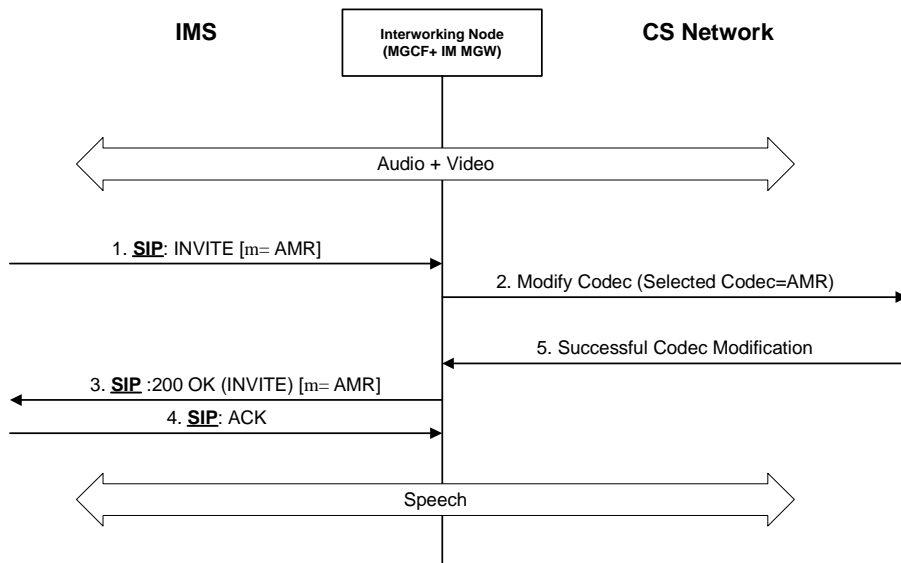 IMS
Interworking Node
(MGCF+ IM MGW)
CS Network
Audio + Video
1. SIP: INVITE [m= AMR]
2. Modify Codec (Selected Codec=AMR)
5. Successful Codec Modification
3. SIP :200 OK (INVITE) [m= AMR]
4. SIP: ACK
Speech